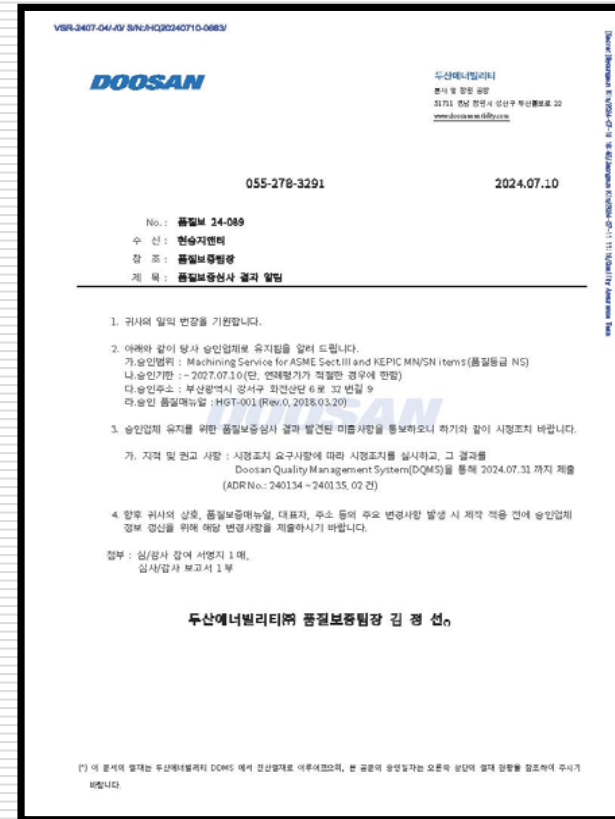 VSR-2407-04/-/0/ S/N:/HQ20240710-0683/
DOOSAN
두산에너빌리티
본사 및 창원 공장
51711 경남 창원시 성산구 두산볼보로 22
www.doosanenerbility.com
055-278-3291
2024.07.10
No. : 품질보 24-089
수 신 : 현승지앤티
참 조 : 품질보증팀장
제 목 : 품질보증심사 결과 알림
1. 귀사의 일익 번창을 기원합니다.
2. 아래와 같이 당사 승인업체로 유지됨을 알려 드립니다.
가.승인범위 : Machining Service for ASME Sect.III and KEPIC MN/SN items (품질등급 NS)
나.승인기한 : ~ 2027.07.10 (단, 연례평가가 적절한 경우에 한함)
다.승인주소 : 부산광역시 강서구 화전산단 6로 32 번길 9
라.승인 품질매뉴얼 : HGT-001 (Rev.0, 2018.03.20)
DOOSAN
3. 승인업체 유지를 위한 품질보증심사 결과 발견된 미흡사항을 통보하오니 하기와 같이 시정조치 바랍니다.
가. 지적 및 권고 사항 : 시정조치 요구사항에 따라 시정조치를 실시하고, 그 결과를
Doosan Quality Management System(DQMS)을 통해 2024.07.31 까지 제출
(ADR No.: 240134 ~ 240135, 02 건)
4. 향후 귀사의 상호, 품질보증매뉴얼, 대표자, 주소 등의 주요 변경사항 발생 시 제작 적용 전에 승인업체
정보 갱신을 위해 해당 변경사항을 제출하시기 바랍니다.
첨부 : 심/감사 참여 서명지 1 매,
심사/감사 보고서 1 부
두산에너빌리티㈜ 품질보증팀장 김 정 선
(*) 이 문서의 결재는 두산에너빌리티 DDMS 에서 전산결재로 이루어졌으며, 본 공문의 승인일자는 오른쪽 상단의 결재 현황을 참조하여 주시기
바랍니다.